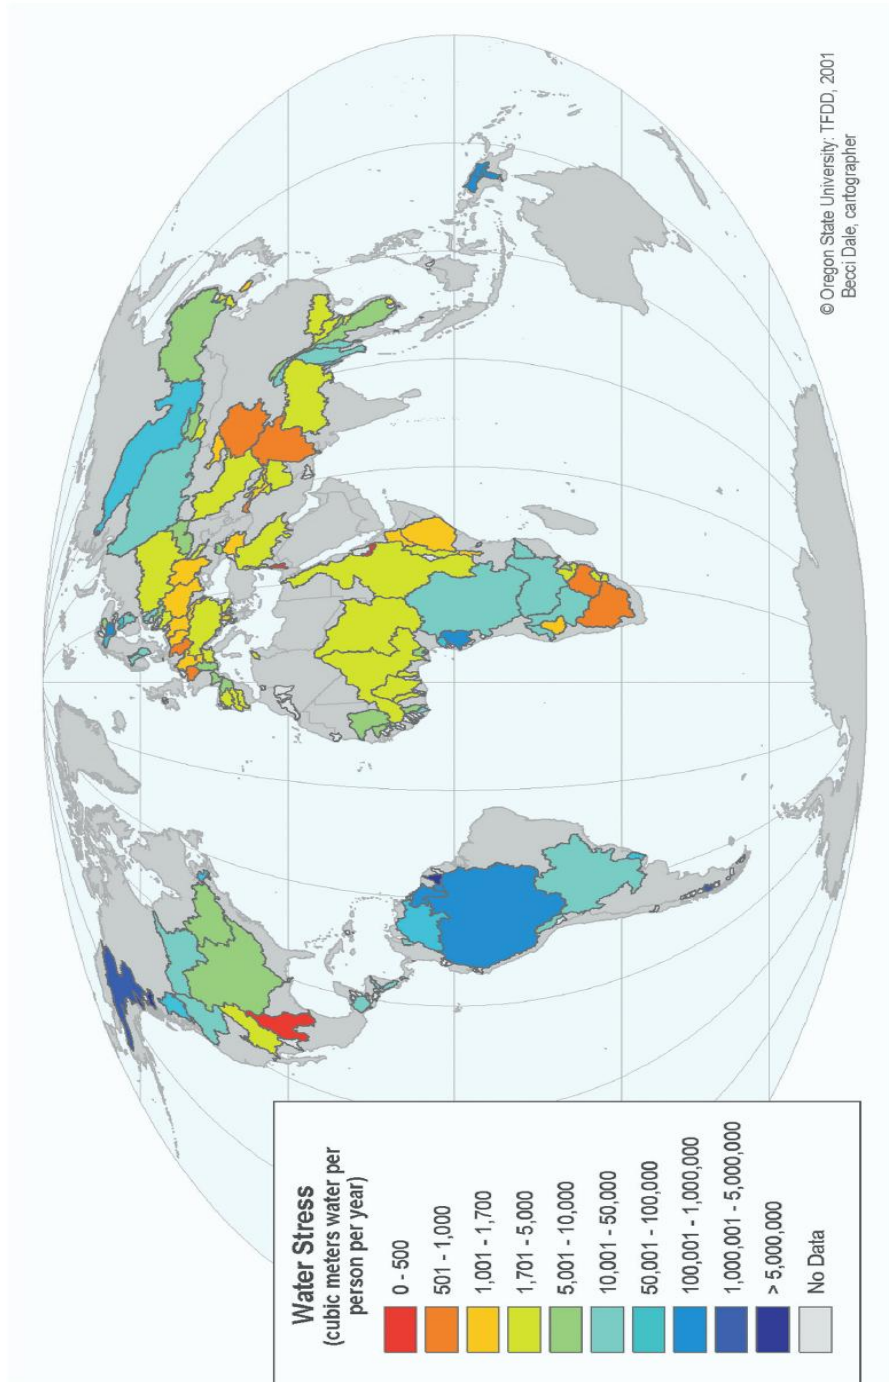 Water Stress
(cubic meters water per
person per year)
0 - 500
501 - 1,000
1,001 - 1,700
1,701 - 5,000
5,001 - 10,000
10,001 - 50,000
50,001 - 100,000
100,001 - 1,000,000
1,000,001 - 5,000,000
> 5,000,000
No Data
© Oregon State University: TFDD, 2001
Becci Dale, cartographer